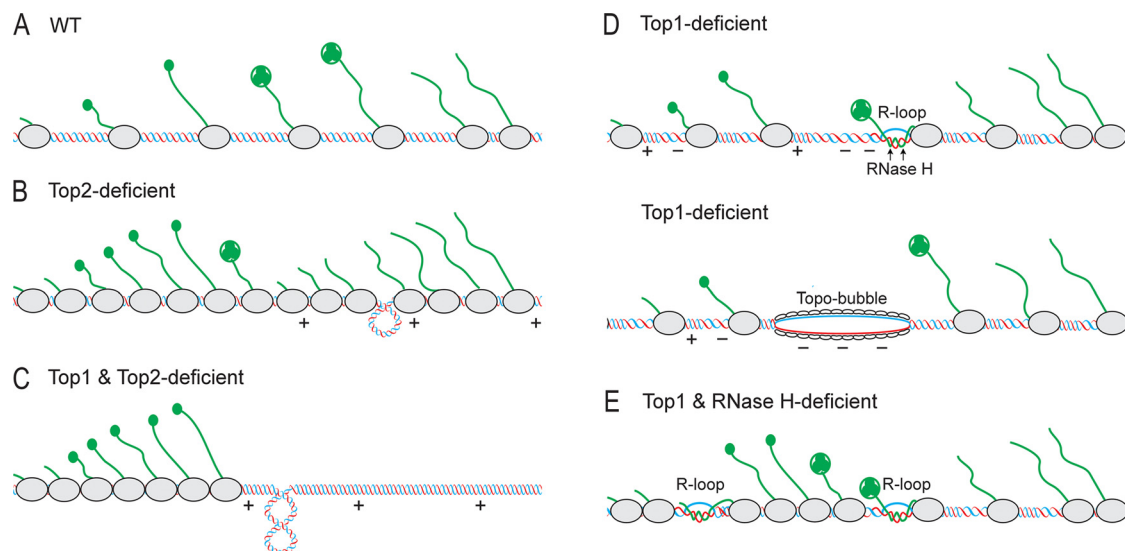 A WT
B Top2-deficient
+ + +
C Top1 & Top2-deficient
+ + +
D Top1-deficient
R-loop
+ − + − −
RNase H
Top1-deficient
Topo-bubble
+ − − − −
E Top1 & RNase H-deficient
R-loop R-loop